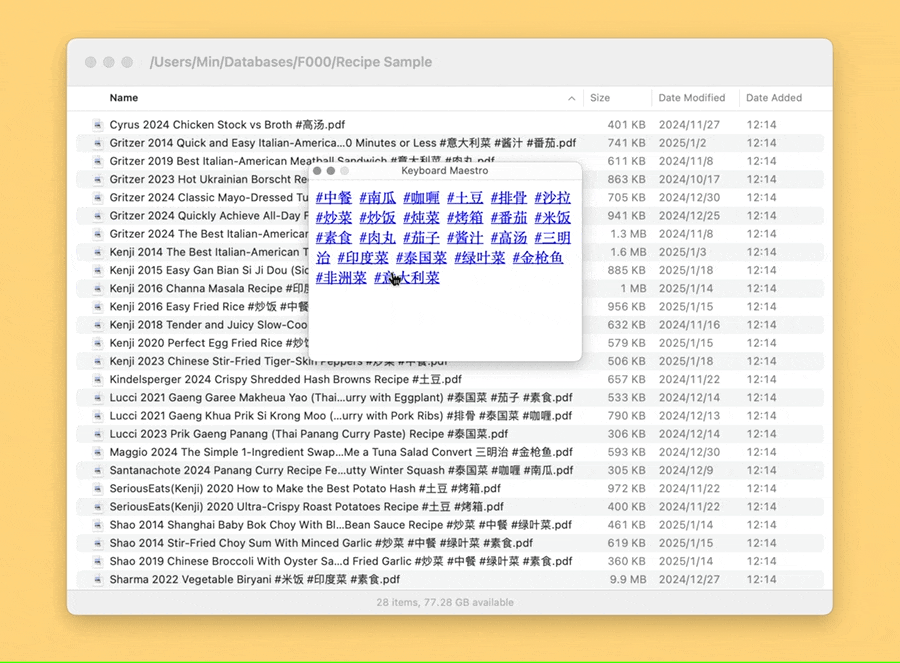 /Users/Min/Databases/F000/Recipe Sample
Name Size Date Modified Date Added
Cyrus 2024 Chicken Stock vs Broth #高汤.pdf 401 KB 2024/11/27 12:14
Gritzer 2014 Quick and Easy Italian-America...0 Minutes or Less #意大利菜 #酱汁 #番茄.pdf 741 KB 2025/1/2 12:14
Gritzer 2019 Best Italian-American Meatball Sandwich #意大利菜 #肉丸.pdf 611 KB 2024/11/8 12:14
Keyboard Maestro
Gritzer 2023 Hot Ukrainian Borscht Re 863 KB 2024/10/17 12:14
#中餐 #南瓜 #咖喱 #土豆 #排骨 #沙拉
Gritzer 2024 Classic Mayo-Dressed Tu 705 KB 2024/12/30 12:14
#炒菜 #炒饭 #炖菜 #烤箱 #番茄 #米饭
Gritzer 2024 Quickly Achieve All-Day F 941 KB 2024/12/25 12:14
Gritzer 2024 The Best Italian-American 1.3 MB 2024/11/8 12:14
#素食 #肉丸 #茄子 #酱汁 #高汤 #三明
Kenji 2014 The Best Italian-American T 1.6 MB 2025/1/3 12:14
治 #印度菜 #泰国菜 #绿叶菜 #金枪鱼
Kenji 2015 Easy Gan Bian Si Ji Dou (Sic 885 KB 2025/1/18 12:14
#非洲菜 #意大利菜
Kenji 2016 Channa Masala Recipe #印 1 MB 2025/1/14 12:14
Kenji 2016 Easy Fried Rice #炒饭 #中餐 956 KB 2025/1/15 12:14
Kenji 2018 Tender and Juicy Slow-Coo 632 KB 2024/11/16 12:14
Kenji 2020 Perfect Egg Fried Rice #炒饭 579 KB 2025/1/15 12:14
Kenji 2023 Chinese Stir-Fried Tiger-Skin Peppers #炒菜 #中餐.pdf 506 KB 2025/1/18 12:14
Kindelsperger 2024 Crispy Shredded Hash Browns Recipe #土豆.pdf 657 KB 2024/11/22 12:14
Lucci 2021 Gaeng Garee Makheua Yao (Thai...urry with Eggplant) #泰国菜 #茄子 #素食.pdf 533 KB 2024/12/14 12:14
Lucci 2021 Gaeng Khua Prik Si Krong Moo (...urry with Pork Ribs) #排骨 #泰国菜 #咖喱.pdf 790 KB 2024/12/13 12:14
Lucci 2023 Prik Gaeng Panang (Thai Panang Curry Paste) Recipe #泰国菜.pdf 306 KB 2024/12/14 12:14
Maggio 2024 The Simple 1-Ingredient Swap...Me a Tuna Salad Convert 三明治 #金枪鱼.pdf 593 KB 2024/12/30 12:14
Santanachote 2024 Panang Curry Recipe Fe...utty Winter Squash #泰国菜 #咖喱 #南瓜.pdf 305 KB 2024/12/9 12:14
SeriousEats(Kenji) 2020 How to Make the Best Potato Hash #土豆 #烤箱.pdf 972 KB 2024/11/22 12:14
SeriousEats(Kenji) 2020 Ultra-Crispy Roast Potatoes Recipe #土豆 #烤箱.pdf 400 KB 2024/11/22 12:14
Shao 2014 Shanghai Baby Bok Choy With Bl...Bean Sauce Recipe #炒菜 #中餐 #绿叶菜.pdf 461 KB 2025/1/14 12:14
Shao 2014 Stir-Fried Choy Sum With Minced Garlic #炒菜 #中餐 #绿叶菜 #素食.pdf 619 KB 2025/1/15 12:14
Shao 2019 Chinese Broccoli With Oyster Sa...d Fried Garlic #炒菜 #中餐 #绿叶菜 #素食.pdf 360 KB 2025/1/14 12:14
Sharma 2022 Vegetable Biryani #米饭 #印度菜 #素食.pdf 9.9 MB 2024/12/27 12:14
28 items, 77.28 GB available